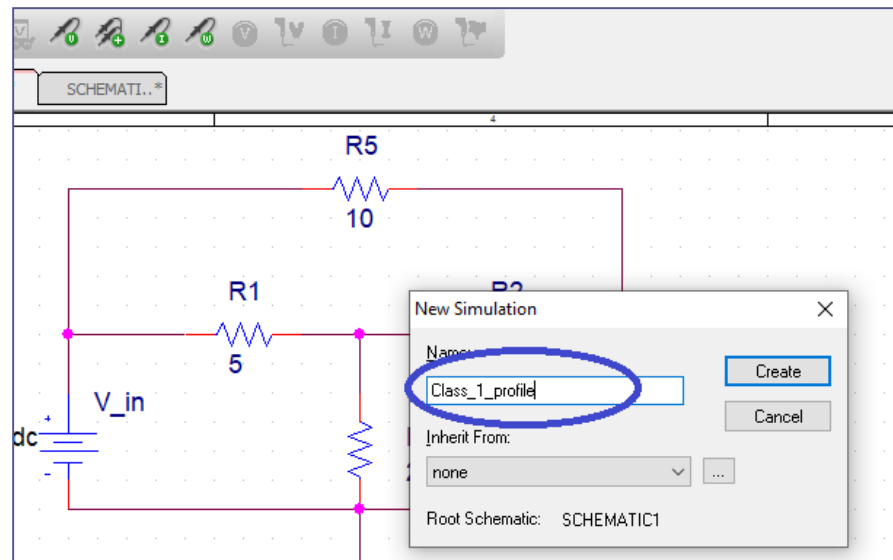 SCHEMATI..*
4
R5
10
R1
5
V_in
+
dc
-
New Simulation
Name:
Class_1_profile
Create
Cancel
Inherit From:
none
...
Root Schematic: SCHEMATIC1